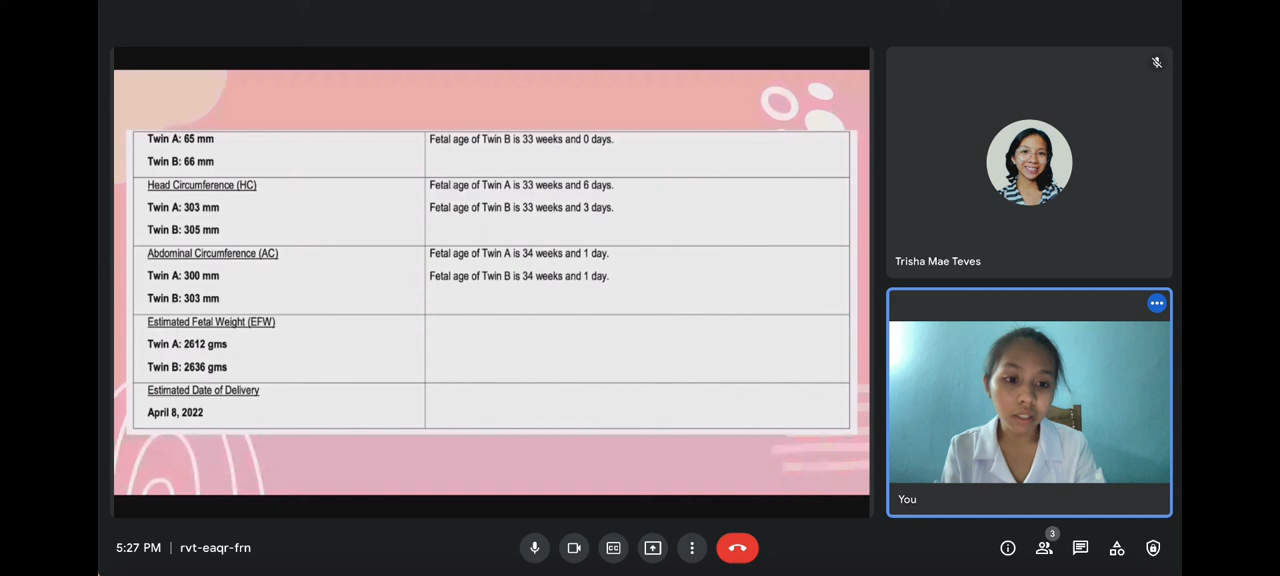 Twin A: 65 mm
Twin B: 66 mm
Fetal age of Twin B is 33 weeks and 0 days.
Head Circumference (HC)
Twin A: 303 mm
Twin B: 305 mm
Fetal age of Twin A is 33 weeks and 6 days.
Fetal age of Twin B is 33 weeks and 3 days.
Abdominal Circumference (AC)
Twin A: 300 mm
Twin B: 303 mm
Fetal age of Twin A is 34 weeks and 1 day.
Fetal age of Twin B is 34 weeks and 1 day.
Estimated Fetal Weight (EFW)
Twin A: 2612 gms
Twin B: 2636 gms
Estimated Date of Delivery
April 8, 2022
Trisha Mae Teves
You
5:27 PM | rvt-eaqr-frn
CC
3